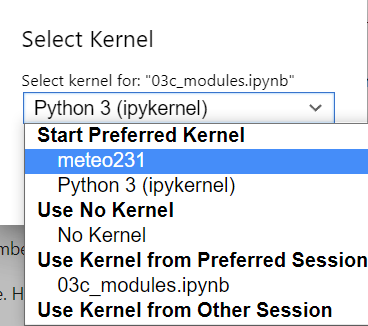 Select Kernel
Select kernel for: "03c_modules.ipynb"
Python 3 (ipykernel)
Start Preferred Kernel
meteo231
Python 3 (ipykernel)
Use No Kernel
No Kernel
Use Kernel from Preferred Session
03c_modules.ipynb
Use Kernel from Other Session